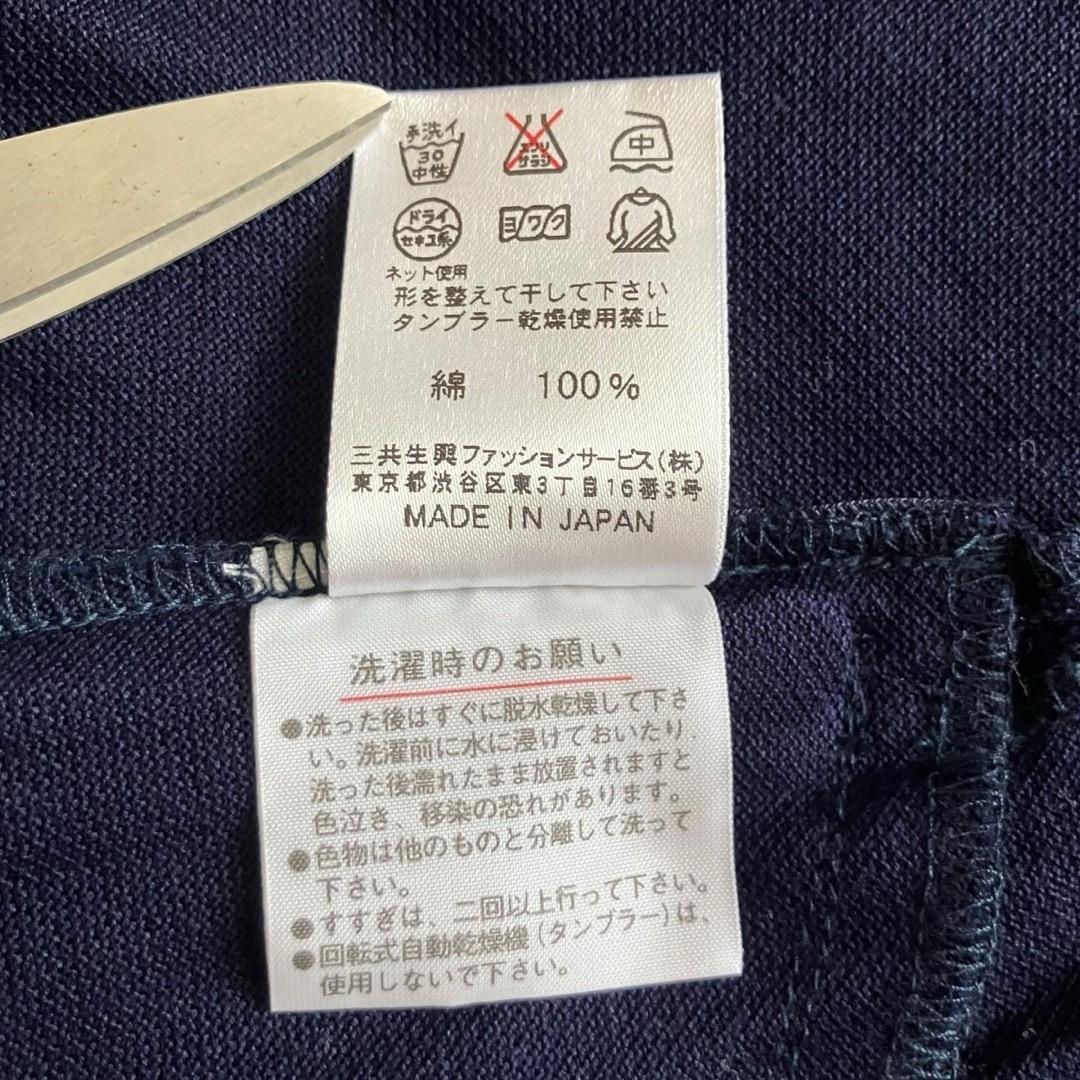 手洗イ
30
中性
エンソ
サラシ
中
ドライ
セキユ系
ヨワク
ネット使用
形を整えて干して下さい
タンブラー乾燥使用禁止
綿 100%
三共生興ファッションサービス(株)
東京都渋谷区東3丁目16番3号
MADE IN JAPAN
洗濯時のお願い
●洗った後はすぐに脱水乾燥して下さ
い。洗濯前に水に浸けておいたり、
洗った後濡れたまま放置されますと
色泣き、移染の恐れがあります。
●色物は他のものと分離して洗って
下さい。
●すすぎは、二回以上行って下さい。
●回転式自動乾燥機(タンブラー)は、
使用しないで下さい。